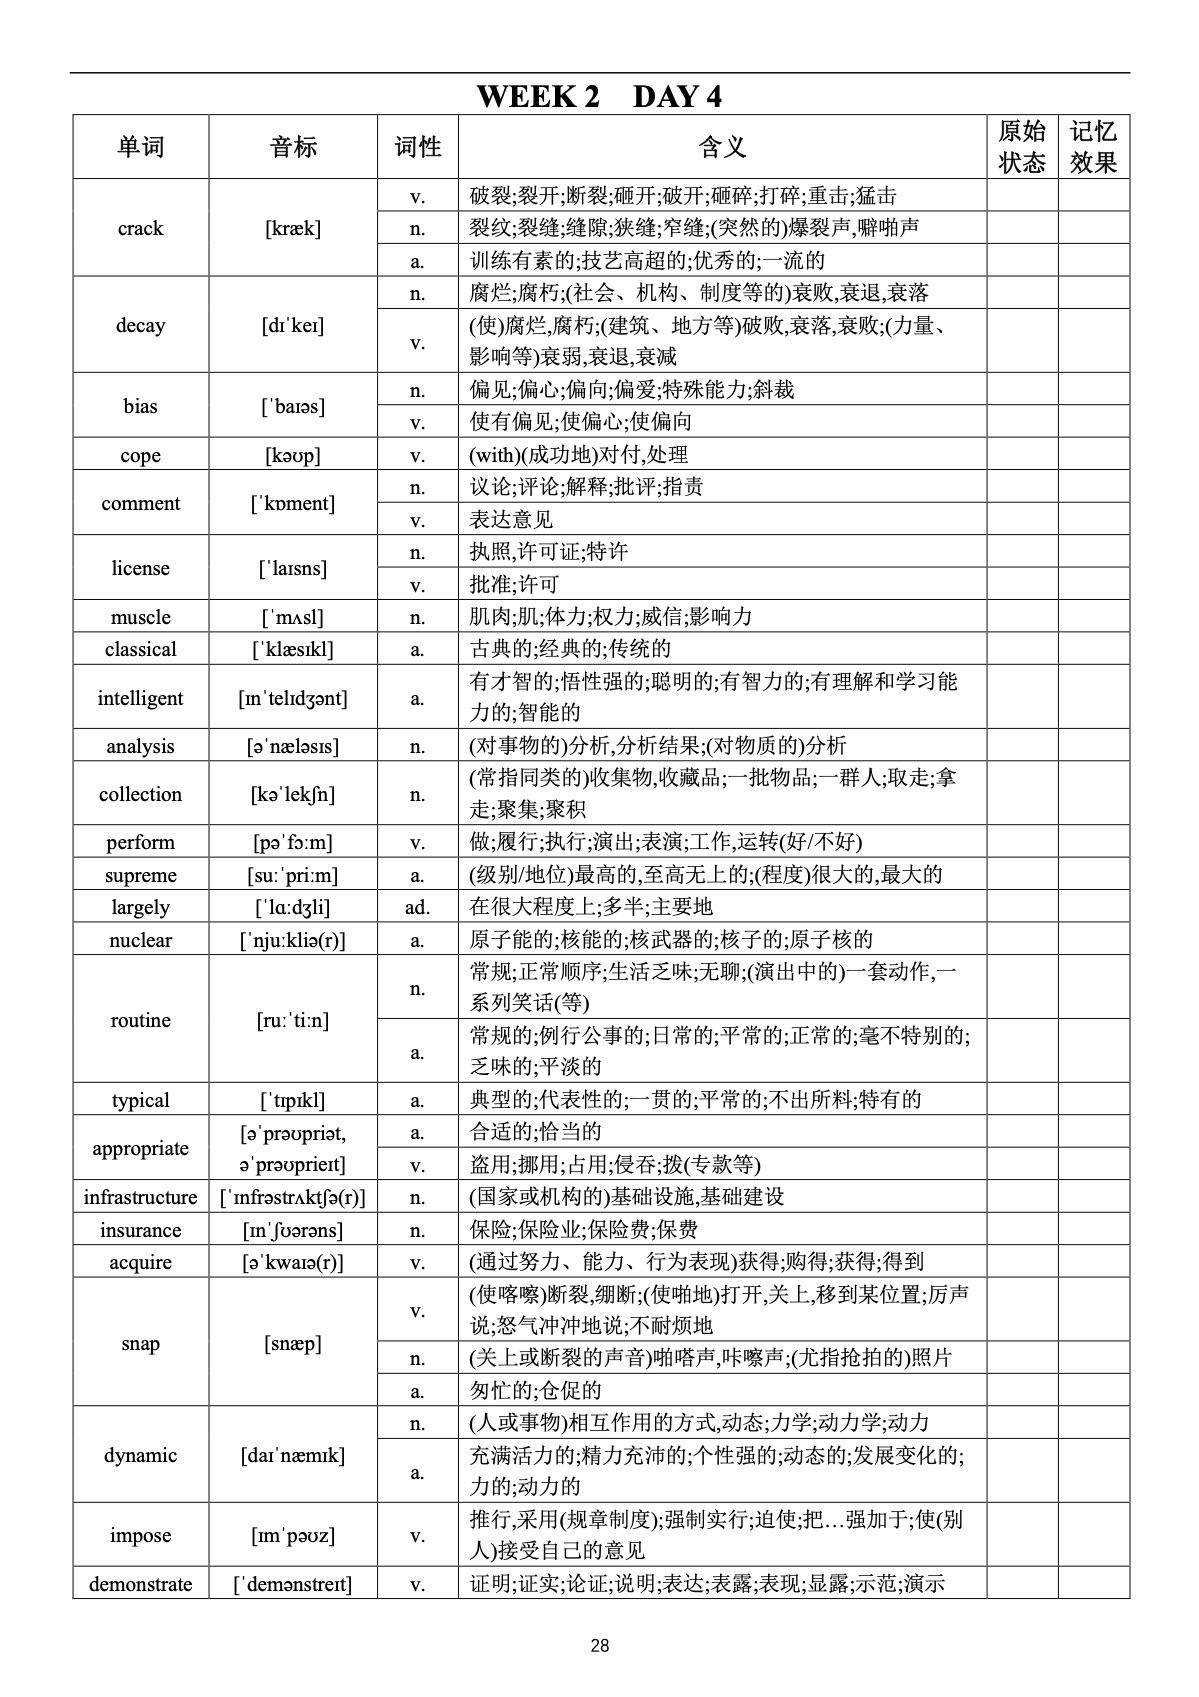 WEEK 2 DAY 4
单词 音标 词性 含义 原始状态 记忆效果
crack [kræk] v. 破裂;裂开;断裂;砸开;破开;砸碎;打碎;重击;猛击
n. 裂纹;裂缝;缝隙;狭缝;窄缝;(突然的)爆裂声,噼啪声
a. 训练有素的;技艺高超的;优秀的;一流的
decay [dɪˈkeɪ] n. 腐烂;腐朽;(社会、机构、制度等的)衰败,衰退,衰落
v. (使)腐烂,腐朽;(建筑、地方等)破败,衰落,衰败;(力量、
影响等)衰弱,衰退,衰减
bias [ˈbaɪəs] n. 偏见;偏心;偏向;偏爱;特殊能力;斜裁
v. 使有偏见;使偏心;使偏向
cope [kəʊp] v. (with)(成功地)对付,处理
comment [ˈkɒment] n. 议论;评论;解释;批评;指责
v. 表达意见
license [ˈlaɪsns] n. 执照,许可证;特许
v. 批准;许可
muscle [ˈmʌsl] n. 肌肉;肌;体力;权力;威信;影响力
classical [ˈklæsɪkl] a. 古典的;经典的;传统的
intelligent [ɪnˈtelɪdʒənt] a. 有才智的;悟性强的;聪明的;有智力的;有理解和学习能
力的;智能的
analysis [əˈnæləsɪs] n. (对事物的)分析,分析结果;(对物质的)分析
collection [kəˈlekʃn] n. (常指同类的)收集物,收藏品;一批物品;一群人;取走;拿
走;聚集;聚积
perform [pəˈfɔːm] v. 做;履行;执行;演出;表演;工作,运转(好/不好)
supreme [suːˈpriːm] a. (级别/地位)最高的,至高无上的;(程度)很大的,最大的
largely [ˈlɑːdʒli] ad. 在很大程度上;多半;主要地
nuclear [ˈnjuːkliə(r)] a. 原子能的;核能的;核武器的;核子的;原子核的
routine [ruːˈtiːn] n. 常规;正常顺序;生活乏味;无聊;(演出中的)一套动作,一
系列笑话(等)
a. 常规的;例行公事的;日常的;平常的;正常的;毫不特别的;
乏味的;平淡的
typical [ˈtɪpɪkl] a. 典型的;代表性的;一贯的;平常的;不出所料;特有的
appropriate [əˈprəʊpriət, a. 合适的;恰当的
əˈprəʊprieɪt] v. 盗用;挪用;占用;侵吞;拨(专款等)
infrastructure [ˈɪnfrəstrʌktʃə(r)] n. (国家或机构的)基础设施,基础建设
insurance [ɪnˈʃʊərəns] n. 保险;保险业;保险费;保费
acquire [əˈkwaɪə(r)] v. (通过努力、能力、行为表现)获得;购得;获得;得到
snap [snæp] v. (使喀嚓)断裂,绷断;(使啪地)打开,关上,移到某位置;厉声
说;怒气冲冲地说;不耐烦地
n. (关上或断裂的声音)啪嗒声,咔嚓声;(尤指抢拍的)照片
a. 匆忙的;仓促的
dynamic [daɪˈnæmɪk] n. (人或事物)相互作用的方式,动态;力学;动力学;动力
a. 充满活力的;精力充沛的;个性强的;动态的;发展变化的;
力的;动力的
impose [ɪmˈpəʊz] v. 推行,采用(规章制度);强制实行;迫使;把…强加于;使(别
人)接受自己的意见
demonstrate [ˈdemənstreɪt] v. 证明;证实;论证;说明;表达;表露;表现;显露;示范;演示
28